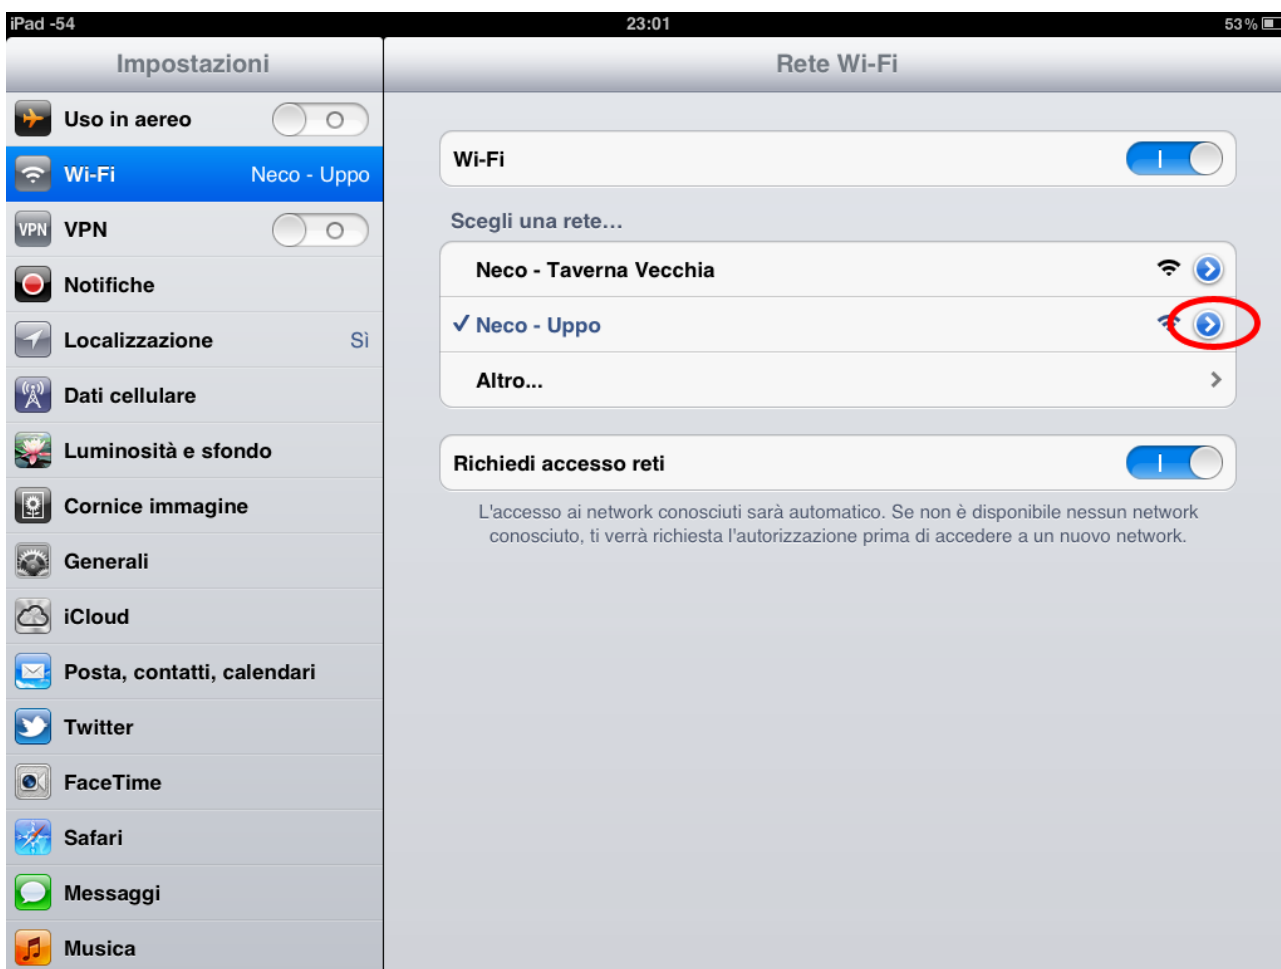 iPad -54 23:01 53%
Impostazioni
Uso in aereo
Wi-Fi Neco - Uppo
VPN VPN
Notifiche
Localizzazione Sì
Dati cellulare
Luminosità e sfondo
Cornice immagine
Generali
iCloud
Posta, contatti, calendari
Twitter
FaceTime
Safari
Messaggi
Musica
Rete Wi-Fi
Wi-Fi
Scegli una rete...
Neco - Taverna Vecchia
Neco - Uppo
Altro...
Richiedi accesso reti
L'accesso ai network conosciuti sarà automatico. Se non è disponibile nessun network
conosciuto, ti verrà richiesta l'autorizzazione prima di accedere a un nuovo network.